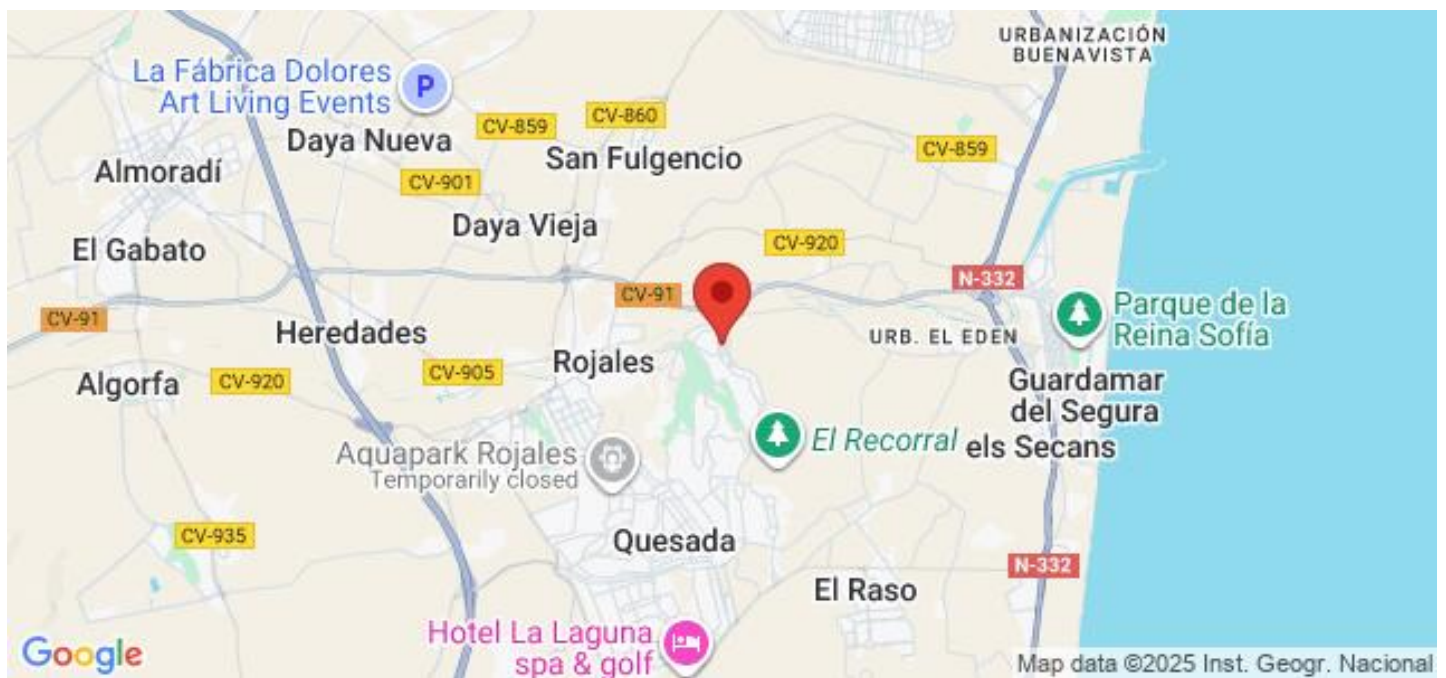 URBANIZACIÓN
BUENAVISTA
La Fábrica Dolores
Art Living Events
P
CV-859
CV-860
Daya Nueva
San Fulgencio
CV-859
Almoradí
CV-901
Daya Vieja
El Gabato
CV-920
N-332
CV-91
Parque de la
Reina Sofía
CV-91
Heredades
URB. EL EDEN
Rojales
Algorfa
CV-920
CV-905
Guardamar
del Segura
El Recorral
els Secans
Aquapark Rojales
Temporarily closed
CV-935
Quesada
N-332
El Raso
Hotel La Laguna
spa & golf
Google
Map data ©2025 Inst. Geogr. Nacional